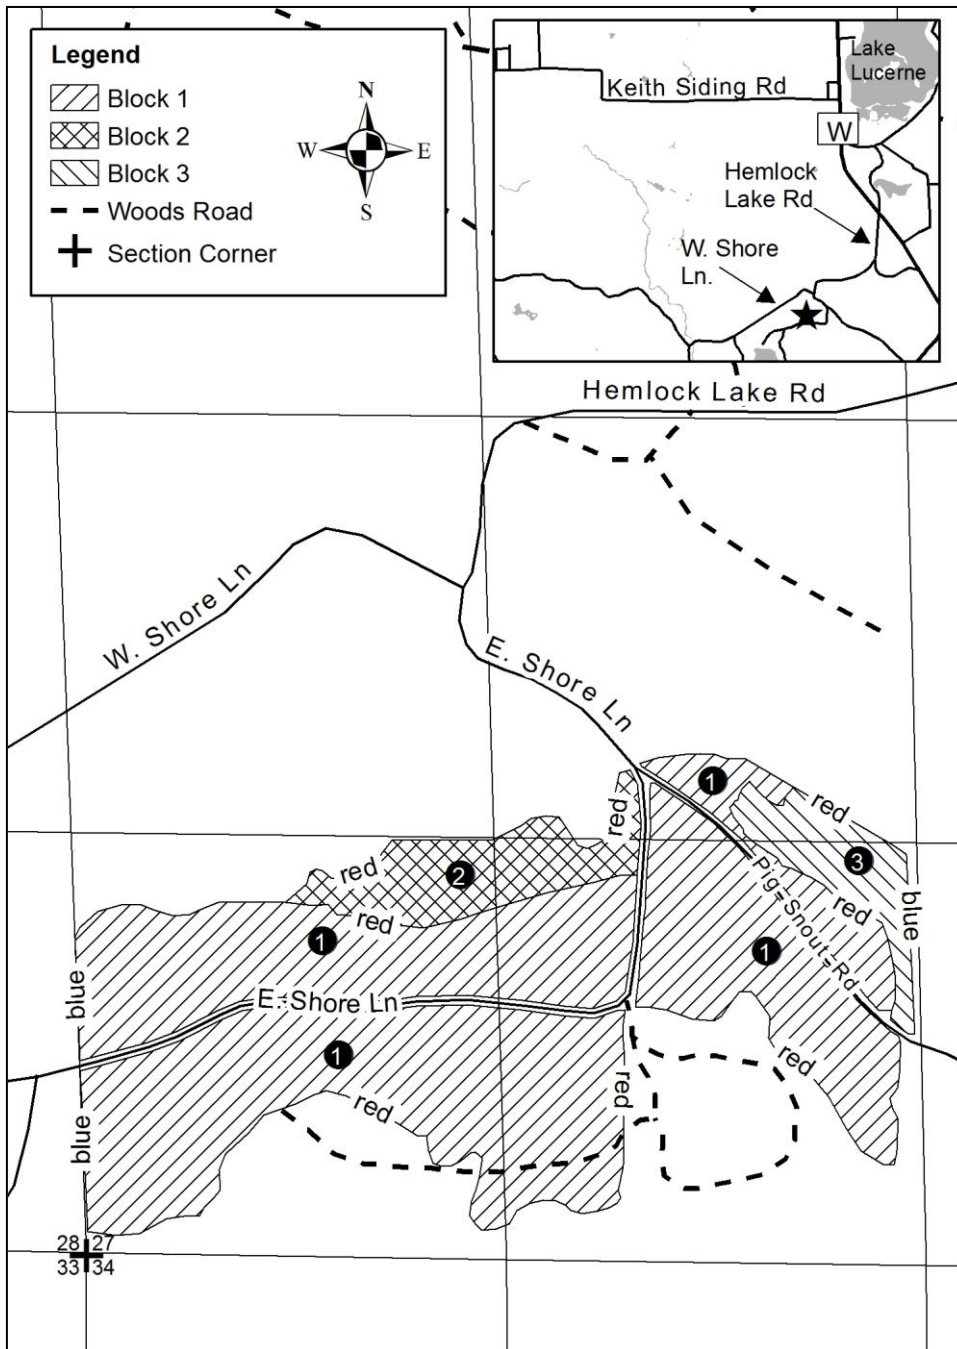 Legend
Block 1
Block 2
Block 3
Woods Road
Section Corner
N
W
E
S
Lake
Lucerne
Keith Siding Rd
W
Hemlock
Lake Rd
W. Shore
Ln.
Hemlock Lake Rd
W. Shore Ln
E. Shore Ln
1
red
red
3
red
2
Pig=Snout=Rd
red
blue
red
1
1
blue
E. Shore Ln
1
red
red
red
blue
28 27
33 34